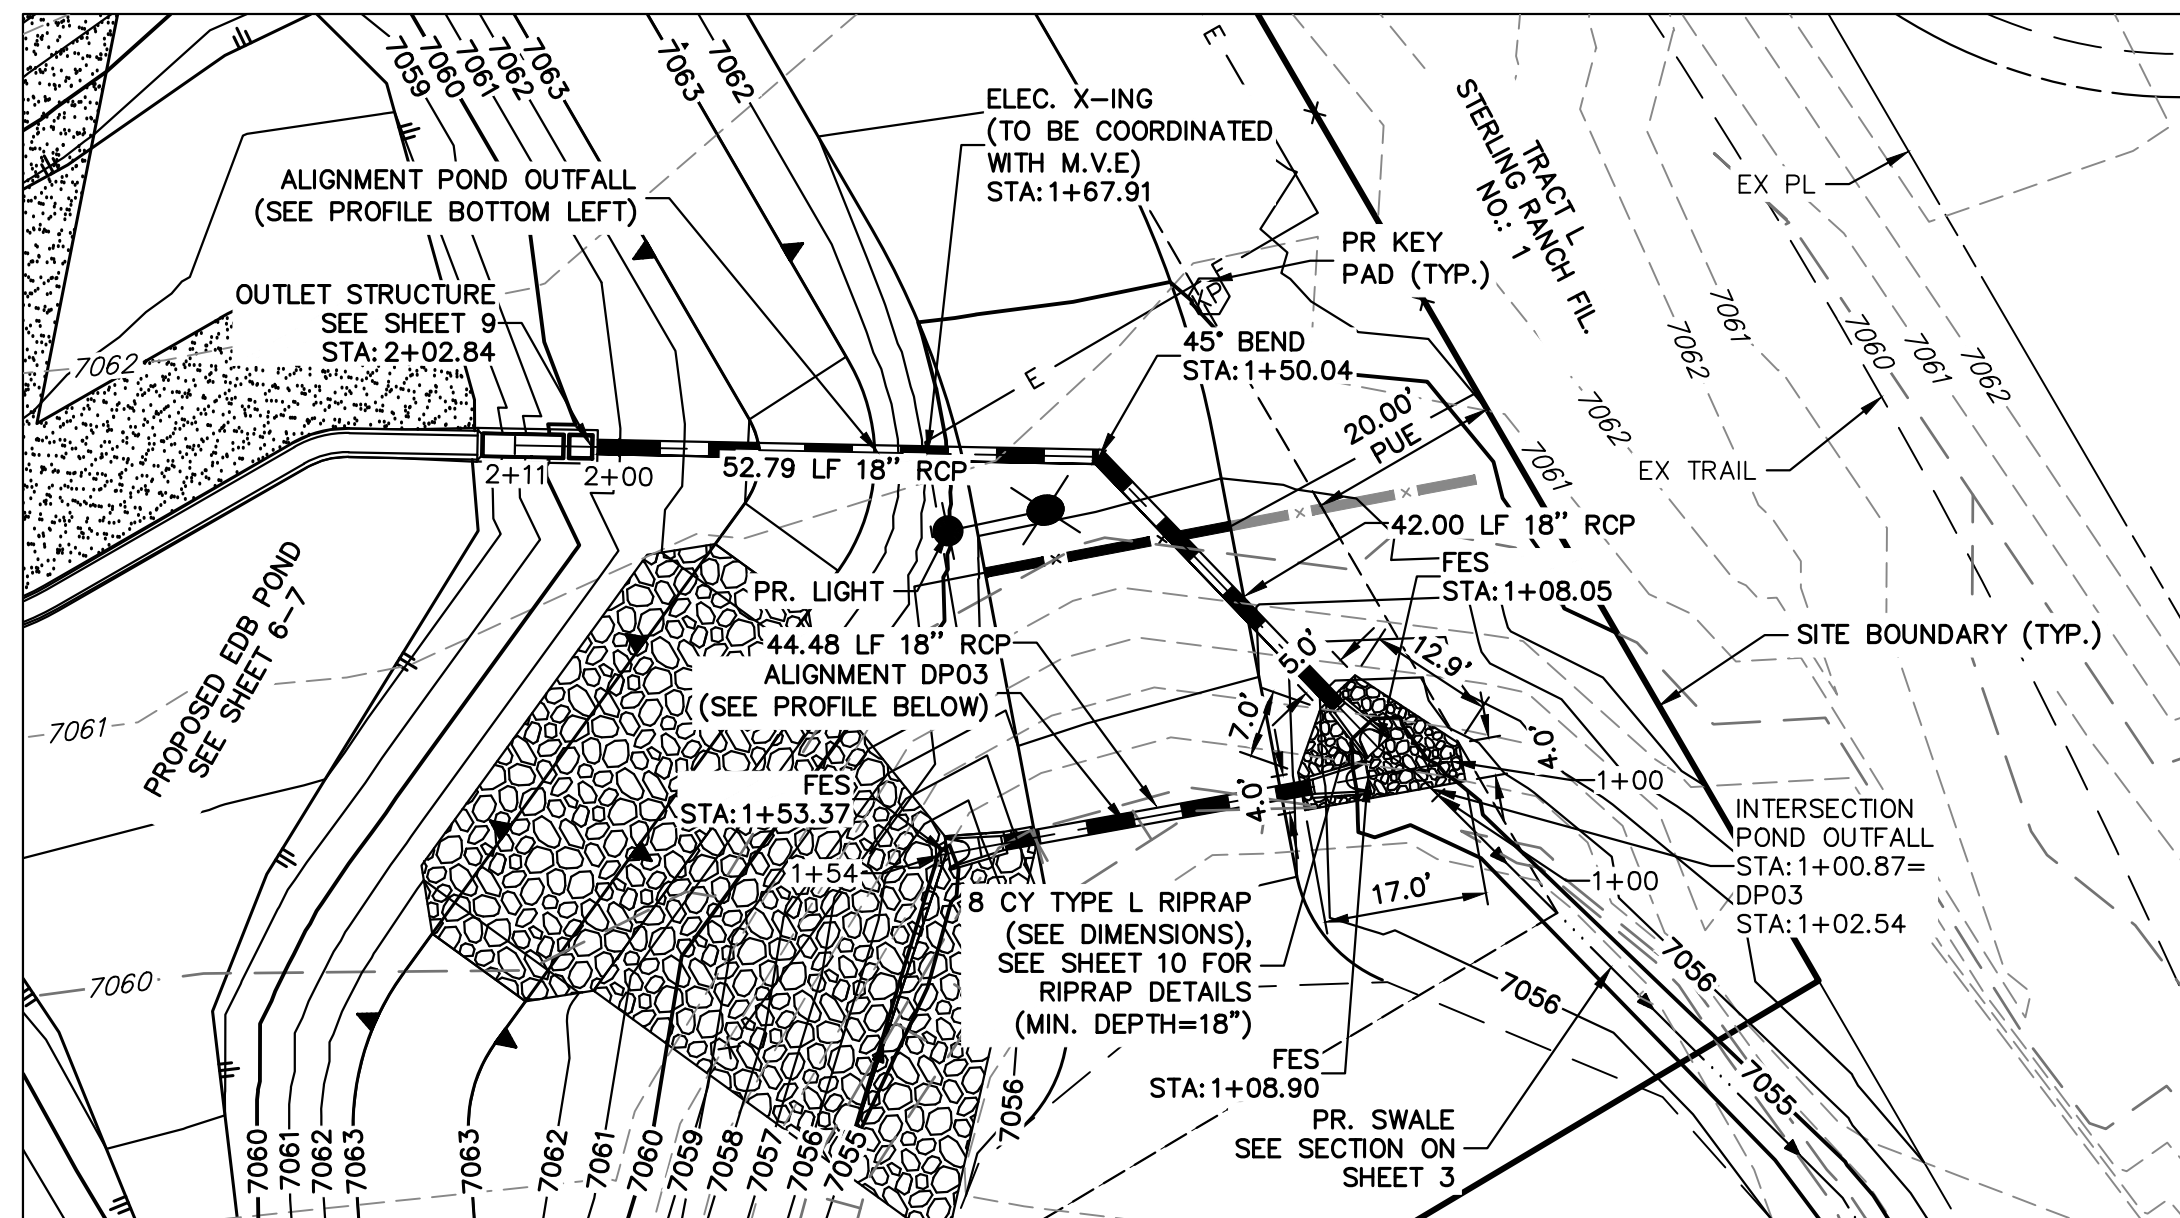 7059
7060
7061
7062
7063
7063
7062
ELEC. X-ING
(TO BE COORDINATED
WITH M.V.E)
STA:1+67.91
E
TRACT L
STERLING RANCH FIL.
NO.: 1
EX PL
ALIGNMENT POND OUTFALL
(SEE PROFILE BOTTOM LEFT)
PR KEY
PAD (TYP.)
E
KP
OUTLET STRUCTURE
SEE SHEET 9
STA:2+02.84
7062
45° BEND
STA:1+50.04
E
7061
7062
7060
7061
7062
7062
7061
20.00'
PUE
EX TRAIL
2+11
2+00
52.79 LF 18" RCP
42.00 LF 18" RCP
FES
STA:1+08.05
PR. LIGHT
SITE BOUNDARY (TYP.)
44.48 LF 18" RCP
ALIGNMENT DP03
(SEE PROFILE BELOW)
PROPOSED EDB POND
SEE SHEET 6-7
7061
5.0'
12.9'
7.0'
4.0'
4.0'
FES
STA:1+53.37
1+54
1+00
1+00
INTERSECTION
POND OUTFALL
STA:1+00.87=
DP03
STA:1+02.54
8 CY TYPE L RIPRAP
(SEE DIMENSIONS),
SEE SHEET 10 FOR
RIPRAP DETAILS
(MIN. DEPTH=18")
17.0'
7060
7056
7056
7055
FES
STA:1+08.90
PR. SWALE
SEE SECTION ON
SHEET 3
7060
7061
7062
7063
7063
7062
7061
7060
7059
7058
7057
7056
7055
7056